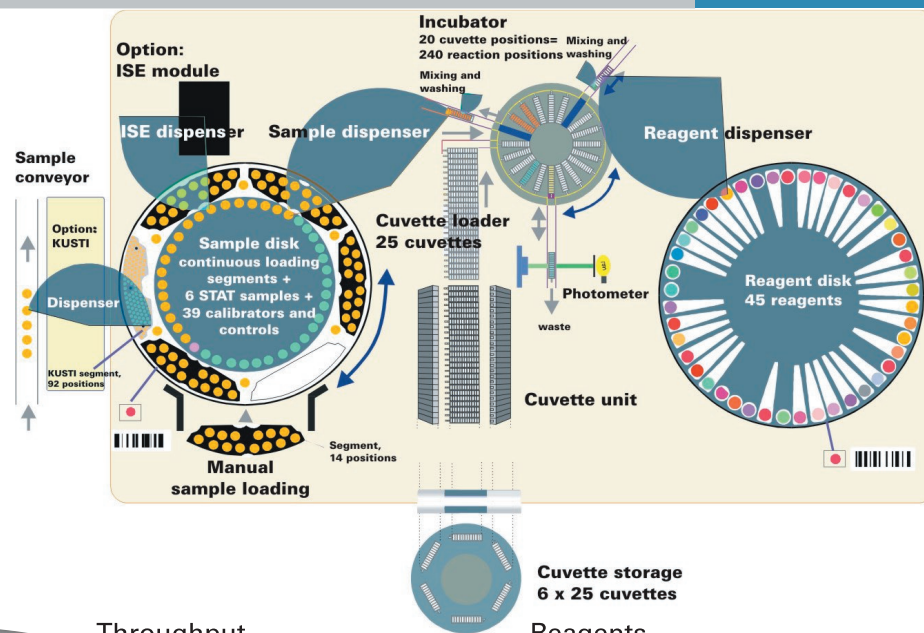 Incubator
20 cuvette positions=
240 reaction positions
Mixing and
washing
Option:
ISE module
Mixing and
washing
ISE dispenser
Sample dispenser
Reagent dispenser
Sample
conveyor
Option:
KUSTI
Cuvette loader
25 cuvettes
Sample disk
continuous loading
segments +
6 STAT samples +
39 calibrators and
controls
Dispenser
Reagent disk
45 reagents
Photometer
waste
KUSTI segment,
92 positions
Cuvette unit
Segment,
14 positions
Manual
sample loading
Cuvette storage
6 x 25 cuvettes
Throughput
Reagents